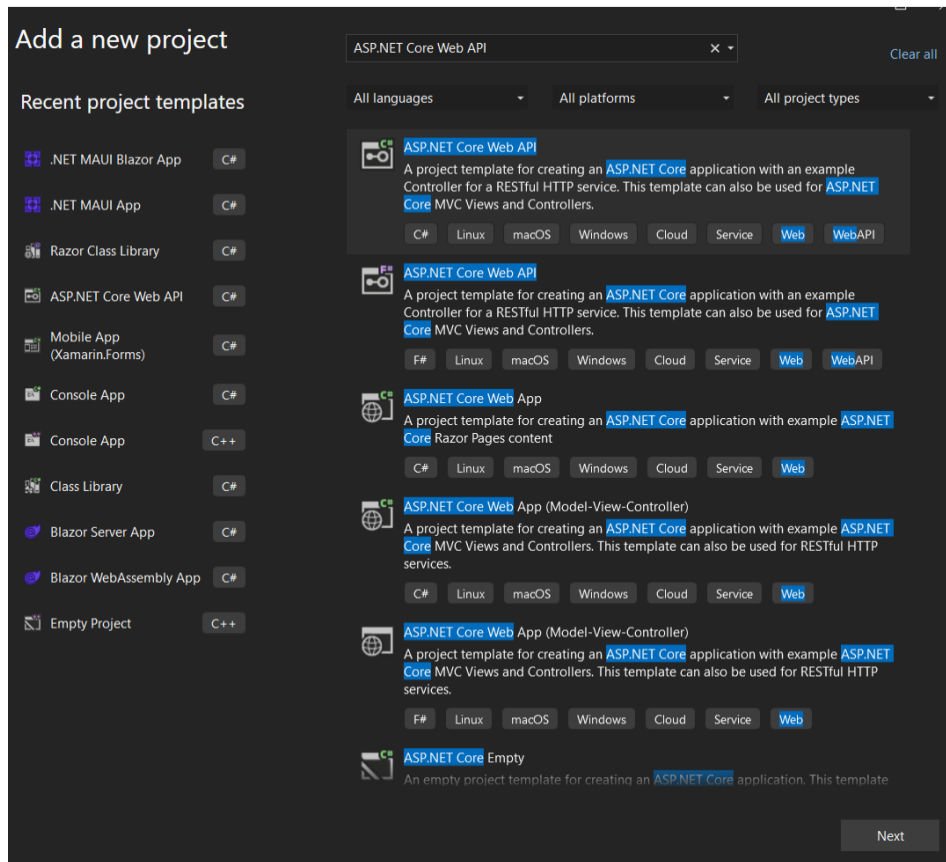 Add a new project
ASP.NET Core Web API
Clear all
Recent project templates
All languages
All platforms
All project types
.NET MAUI Blazor App C#
.NET MAUI App C#
Razor Class Library C#
ASP.NET Core Web API C#
Mobile App
(Xamarin.Forms) C#
Console App C#
Console App C++
Class Library C#
Blazor Server App C#
Blazor WebAssembly App C#
Empty Project C++
ASP.NET Core Web API
A project template for creating an ASP.NET Core application with an example
Controller for a RESTful HTTP service. This template can also be used for ASP.NET
Core MVC Views and Controllers.
C# Linux macOS Windows Cloud Service Web WebAPI
ASP.NET Core Web API
A project template for creating an ASP.NET Core application with an example
Controller for a RESTful HTTP service. This template can also be used for ASP.NET
Core MVC Views and Controllers.
F# Linux macOS Windows Cloud Service Web WebAPI
ASP.NET Core Web App
A project template for creating an ASP.NET Core application with example ASP.NET
Core Razor Pages content
C# Linux macOS Windows Cloud Service Web
ASP.NET Core Web App (Model-View-Controller)
A project template for creating an ASP.NET Core application with example ASP.NET
Core MVC Views and Controllers. This template can also be used for RESTful HTTP
services.
C# Linux macOS Windows Cloud Service Web
ASP.NET Core Web App (Model-View-Controller)
A project template for creating an ASP.NET Core application with example ASP.NET
Core MVC Views and Controllers. This template can also be used for RESTful HTTP
services.
F# Linux macOS Windows Cloud Service Web
ASP.NET Core Empty
An empty project template for creating an ASP.NET Core application. This template
Next